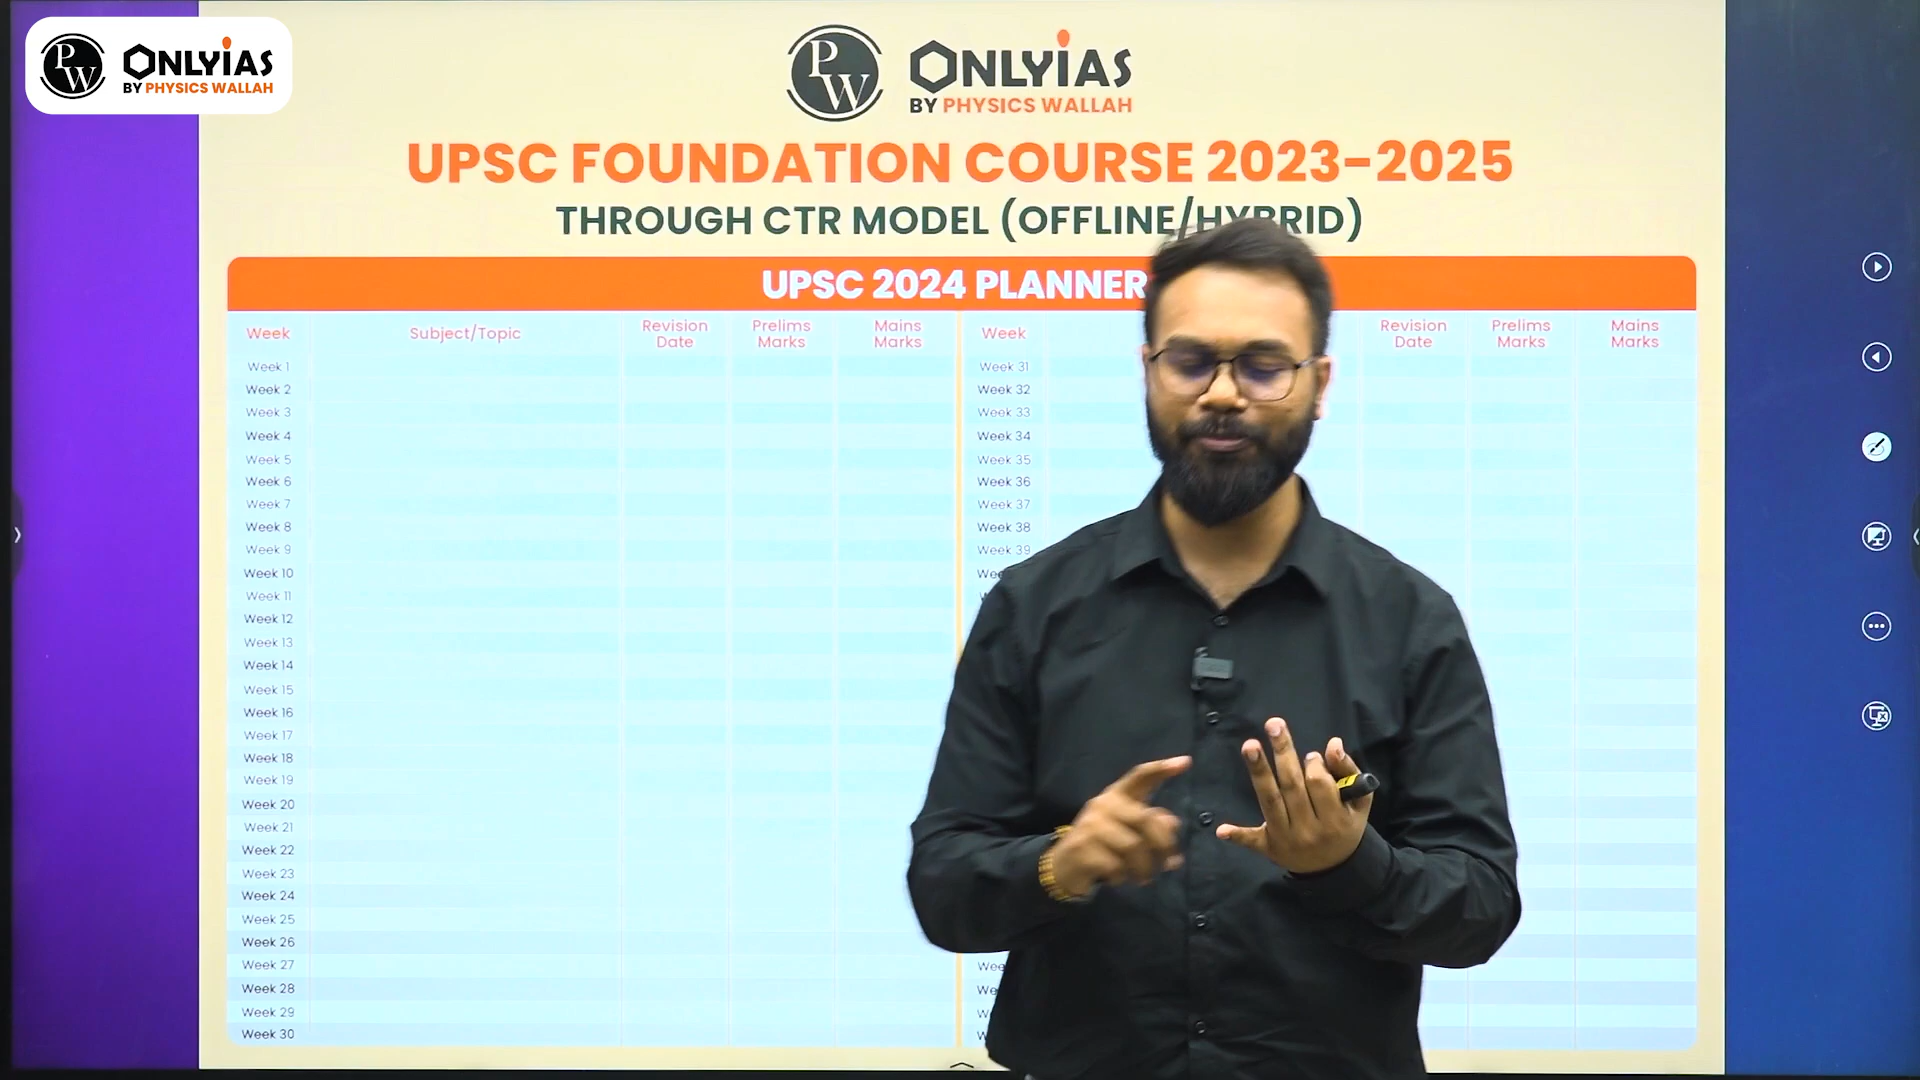 PW ONLYIAS
BY PHYSICS WALLAH
PW ONLYIAS
BY PHYSICS WALLAH
UPSC FOUNDATION COURSE 2023-2025
THROUGH CTR MODEL (OFFLINE/HYBRID)
UPSC 2024 PLANNER
Week Subject/Topic Revision Date Prelims Marks Mains Marks
Week 1
Week 2
Week 3
Week 4
Week 5
Week 6
Week 7
Week 8
Week 9
Week 10
Week 11
Week 12
Week 13
Week 14
Week 15
Week 16
Week 17
Week 18
Week 19
Week 20
Week 21
Week 22
Week 23
Week 24
Week 25
Week 26
Week 27
Week 28
Week 29
Week 30
Week Revision Date Prelims Marks Mains Marks
Week 31
Week 32
Week 33
Week 34
Week 35
Week 36
Week 37
Week 38
Week 39